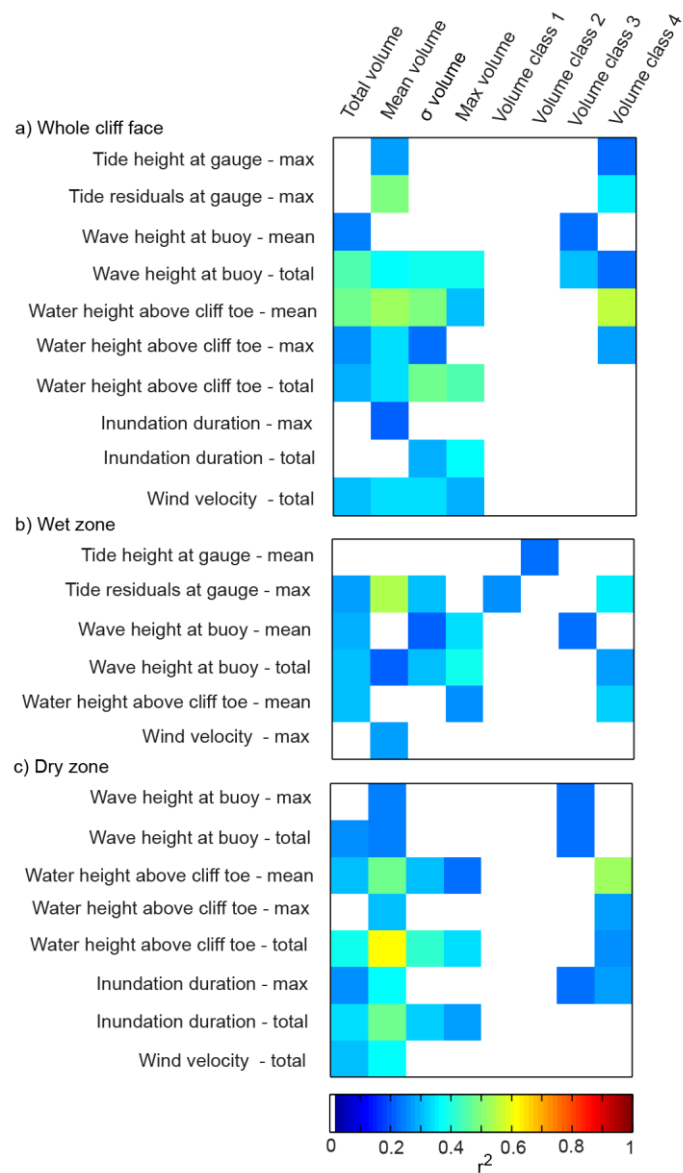 Total volume
Mean volume
σ volume
Max volume
Volume class 1
Volume class 2
Volume class 3
Volume class 4
a) Whole cliff face
Tide height at gauge - max
Tide residuals at gauge - max
Wave height at buoy - mean
Wave height at buoy - total
Water height above cliff toe - mean
Water height above cliff toe - max
Water height above cliff toe - total
Inundation duration - max
Inundation duration - total
Wind velocity - total
b) Wet zone
Tide height at gauge - mean
Tide residuals at gauge - max
Wave height at buoy - mean
Wave height at buoy - total
Water height above cliff toe - mean
Wind velocity - max
c) Dry zone
Wave height at buoy - max
Wave height at buoy - total
Water height above cliff toe - mean
Water height above cliff toe - max
Water height above cliff toe - total
Inundation duration - max
Inundation duration - total
Wind velocity - total
0 0.2 0.4 0.6 0.8 1
r²